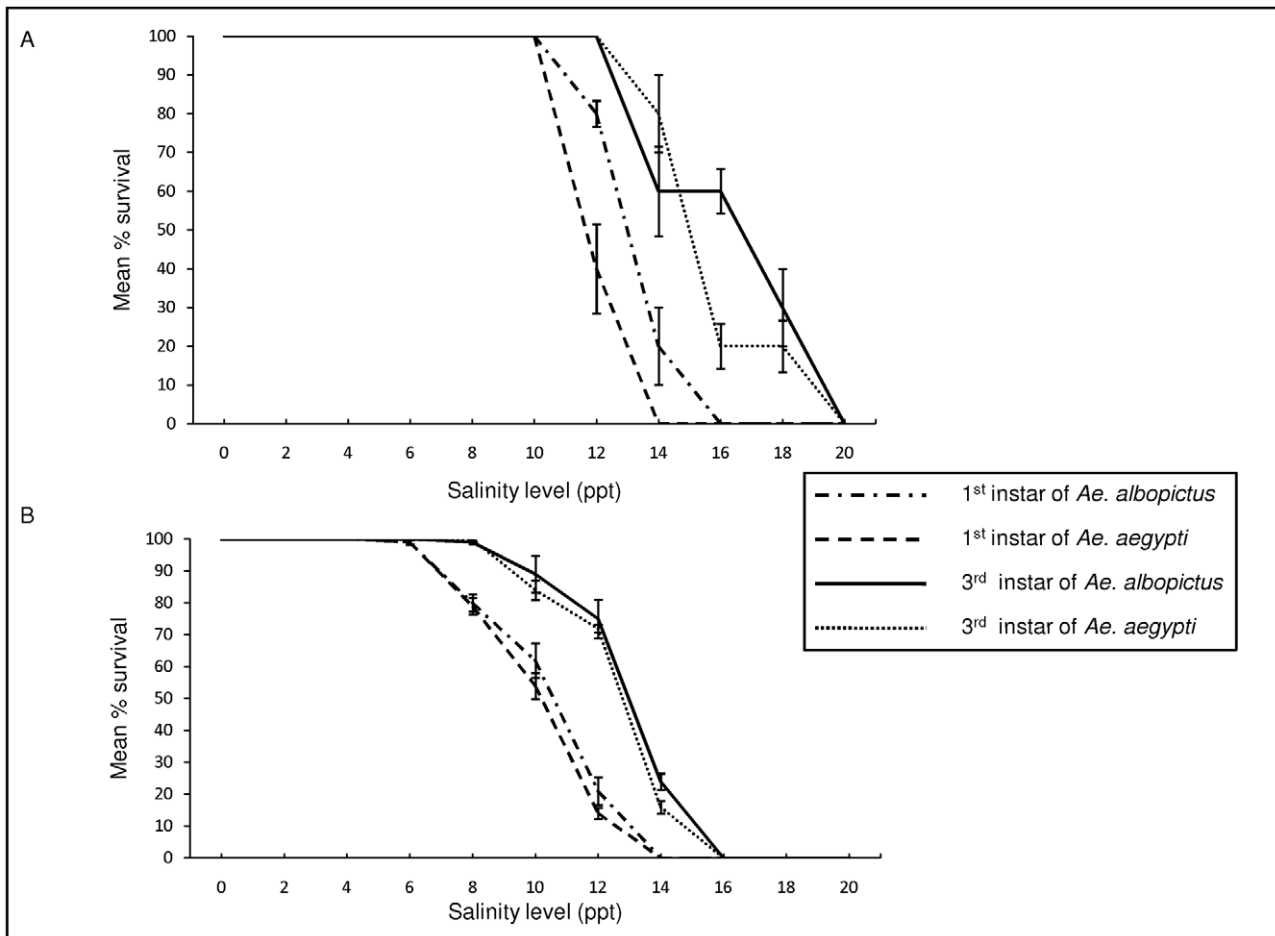 A
100
90
80
70
60
50
40
30
20
10
0
Mean % survival
0 2 4 6 8 10 12 14 16 18 20
Salinity level (ppt)
1st instar of Ae. albopictus
1st instar of Ae. aegypti
3rd instar of Ae. albopictus
3rd instar of Ae. aegypti
B
100
90
80
70
60
50
40
30
20
10
0
Mean % survival
0 2 4 6 8 10 12 14 16 18 20
Salinity level (ppt)